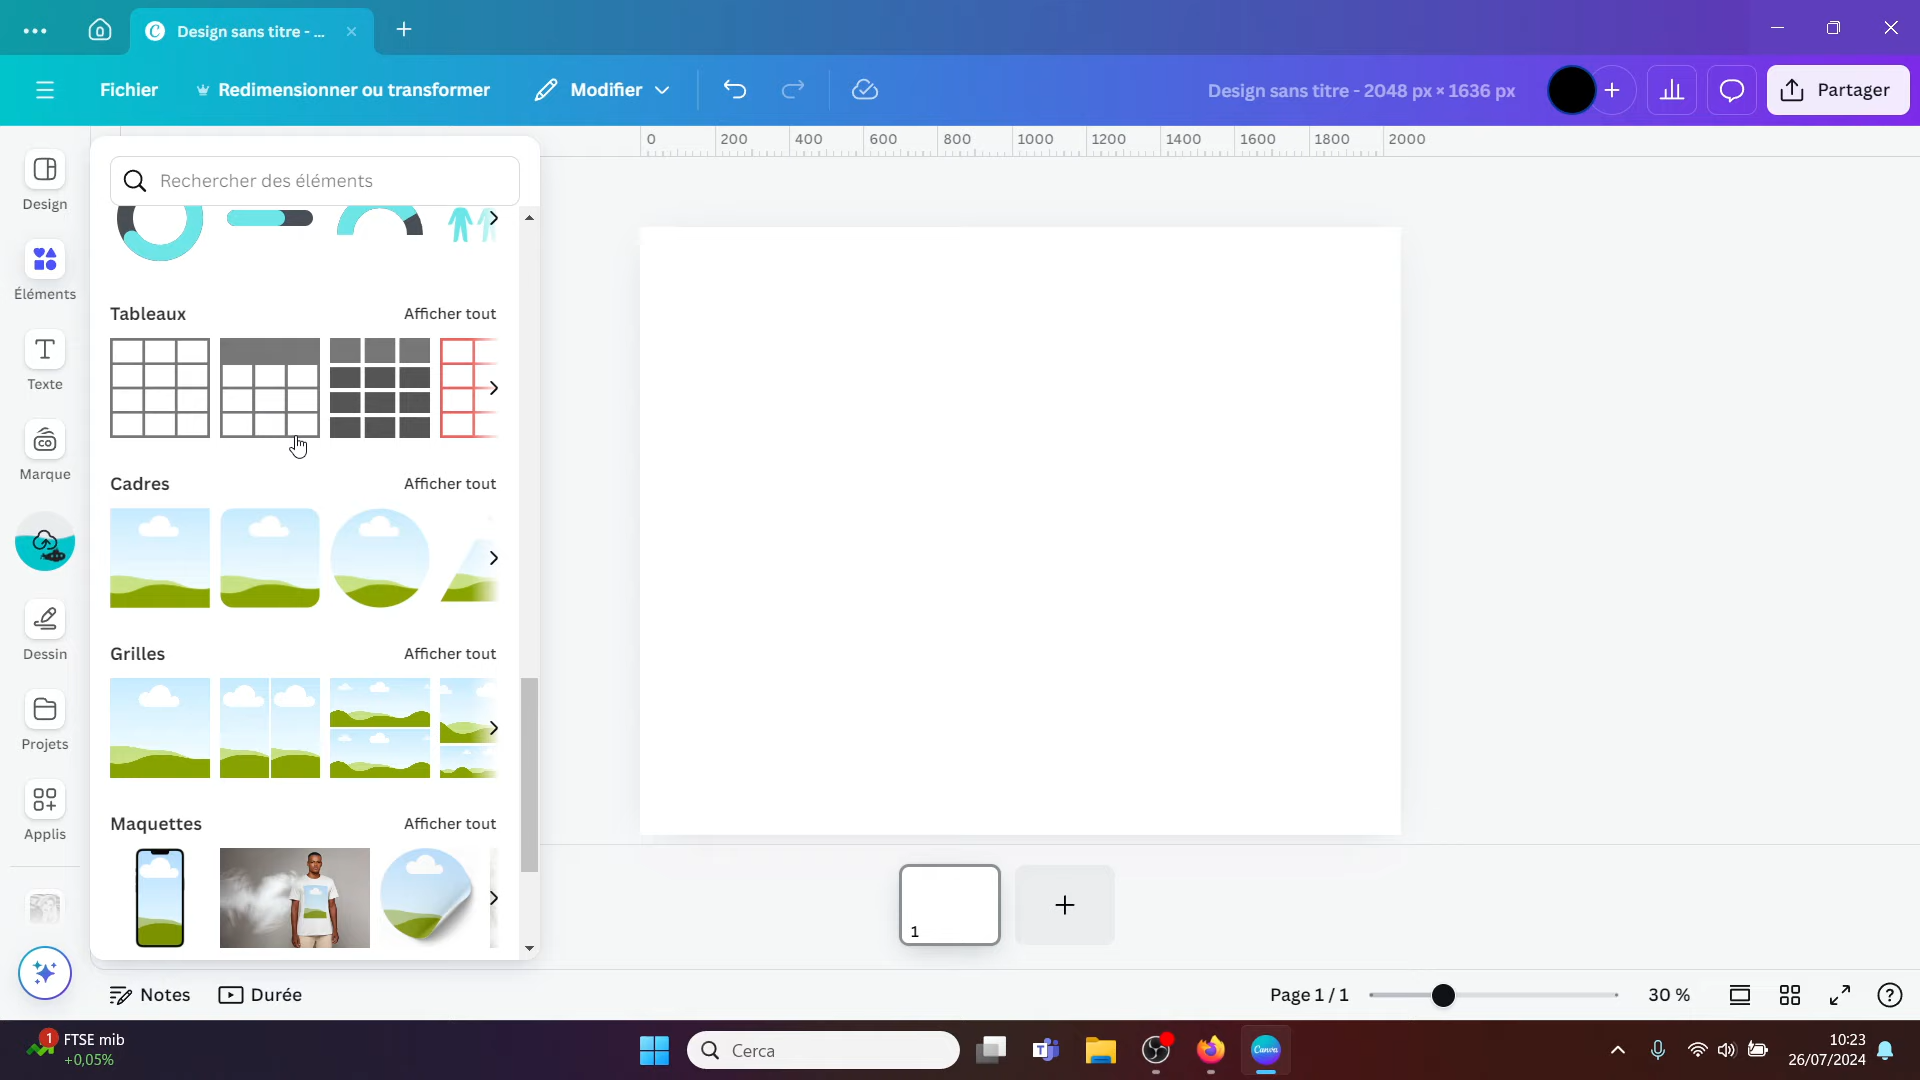 Design sans titre - ...
Fichier
Redimensionner ou transformer
Modifier
Design sans titre - 2048 px × 1636 px
Partager
0 200 400 600 800 1000 1200 1400 1600 1800 2000
Design
Éléments
Texte
Marque
CO
Dessin
Projets
Applis
Rechercher des éléments
Tableaux
Afficher tout
Cadres
Afficher tout
Grilles
Afficher tout
Maquettes
Afficher tout
1
Notes
Durée
Page 1 / 1
30 %
1
FTSE mib
+0,05%
Cerca
Canva
10:23
26/07/2024